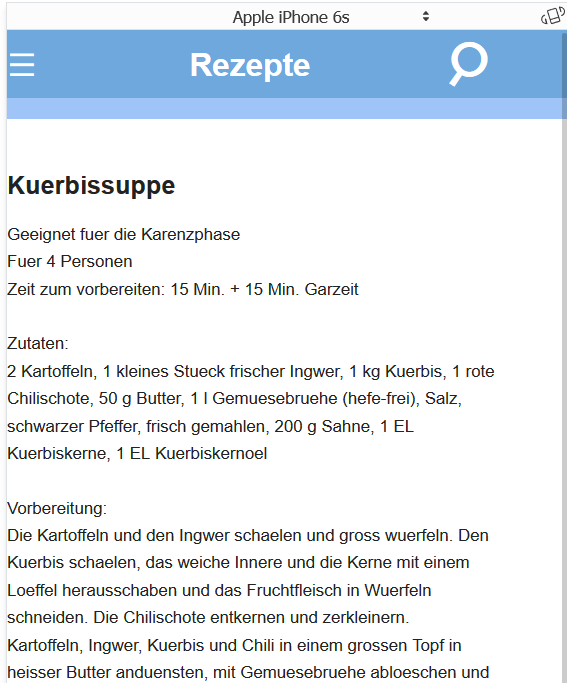 Apple iPhone 6s
Rezepte
Kuerbissuppe
Geeignet fuer die Karenzphase
Fuer 4 Personen
Zeit zum vorbereiten: 15 Min. + 15 Min. Garzeit
Zutaten:
2 Kartoffeln, 1 kleines Stueck frischer Ingwer, 1 kg Kuerbis, 1 rote
Chilischote, 50 g Butter, 1 l Gemuesebruehe (hefe-frei), Salz,
schwarzer Pfeffer, frisch gemahlen, 200 g Sahne, 1 EL
Kuerbiskerne, 1 EL Kuerbiskernoel
Vorbereitung:
Die Kartoffeln und den Ingwer schaelen und gross wuerfeln. Den
Kuerbis schaelen, das weiche Innere und die Kerne mit einem
Loeffel herausschaben und das Fruchtfleisch in Wuerfeln
schneiden. Die Chilischote entkernen und zerkleinern.
Kartoffeln, Ingwer, Kuerbis und Chili in einem grossen Topf in
heisser Butter anduensten, mit Gemuesebruehe abloeschen und